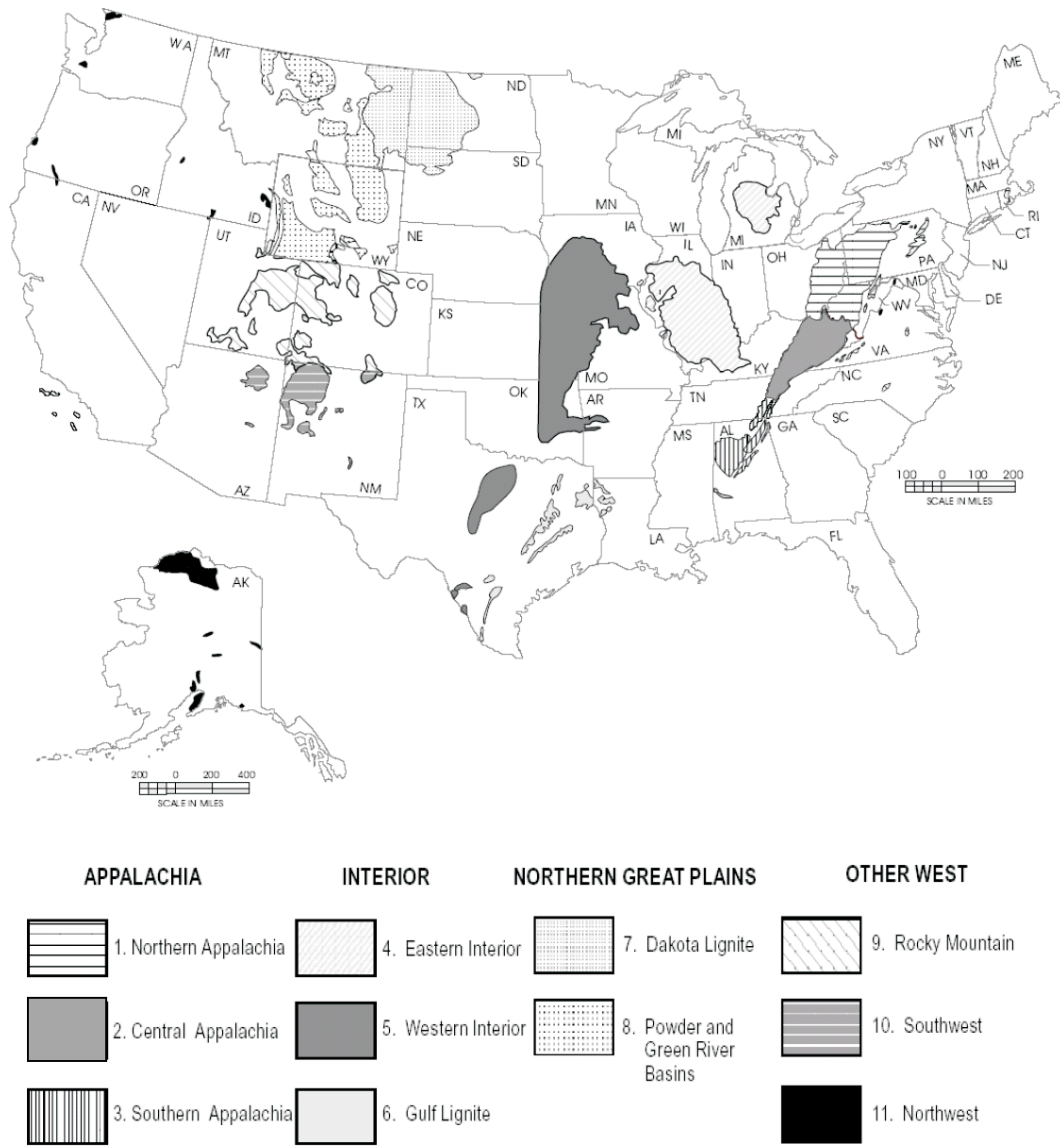 WA
MT
ND
ME
MI
NY
VT
NH
SD
MA
OR
MN
CA
NV
ID
RI
CT
IA
WI
UT
NE
WY
IL
MI
IN
OH
PA
NJ
CO
MD
DE
WV
KS
KY
VA
MO
NC
OK
TN
TX
AR
SC
MS
AL
GA
AZ
NM
100 0 100 200
SCALE IN MILES
LA
FL
AK
200 0 200 400
SCALE IN MILES
APPALACHIA
1. Northern Appalachia
2. Central Appalachia
3. Southern Appalachia
INTERIOR
4. Eastern Interior
5. Western Interior
6. Gulf Lignite
NORTHERN GREAT PLAINS
7. Dakota Lignite
8. Powder and
Green River
Basins
OTHER WEST
9. Rocky Mountain
10. Southwest
11. Northwest